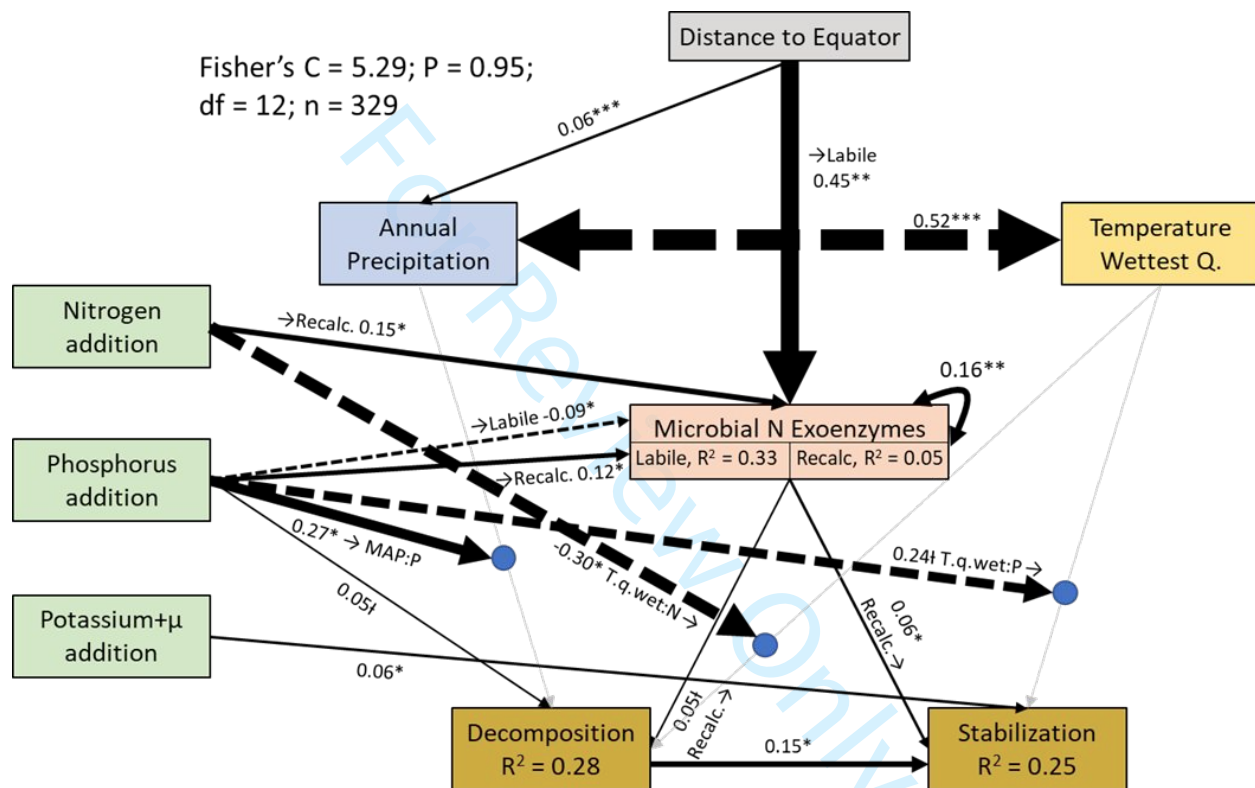 Distance to Equator
Fisher's C = 5.29; P = 0.95;
df = 12; n = 329
0.06***
→Labile
0.45**
Annual
Precipitation
0.52***
Temperature
Wettest Q.
Nitrogen
addition
→Recalc. 0.15*
0.16**
→Labile -0.09*
Microbial N Exoenzymes
Labile, R² = 0.33
Recalc, R² = 0.05
Phosphorus
addition
→Recalc. 0.12*
0.27* → MAP:P
-0.30* T.q.wet:N →
0.24ƚ T.q.wet:P →
0.05ƚ
Potassium+μ
addition
0.06*
0.06*
Recalc. →
0.05ƚ
Recalc. →
Decomposition
R² = 0.28
0.15*
Stabilization
R² = 0.25
For Review Only